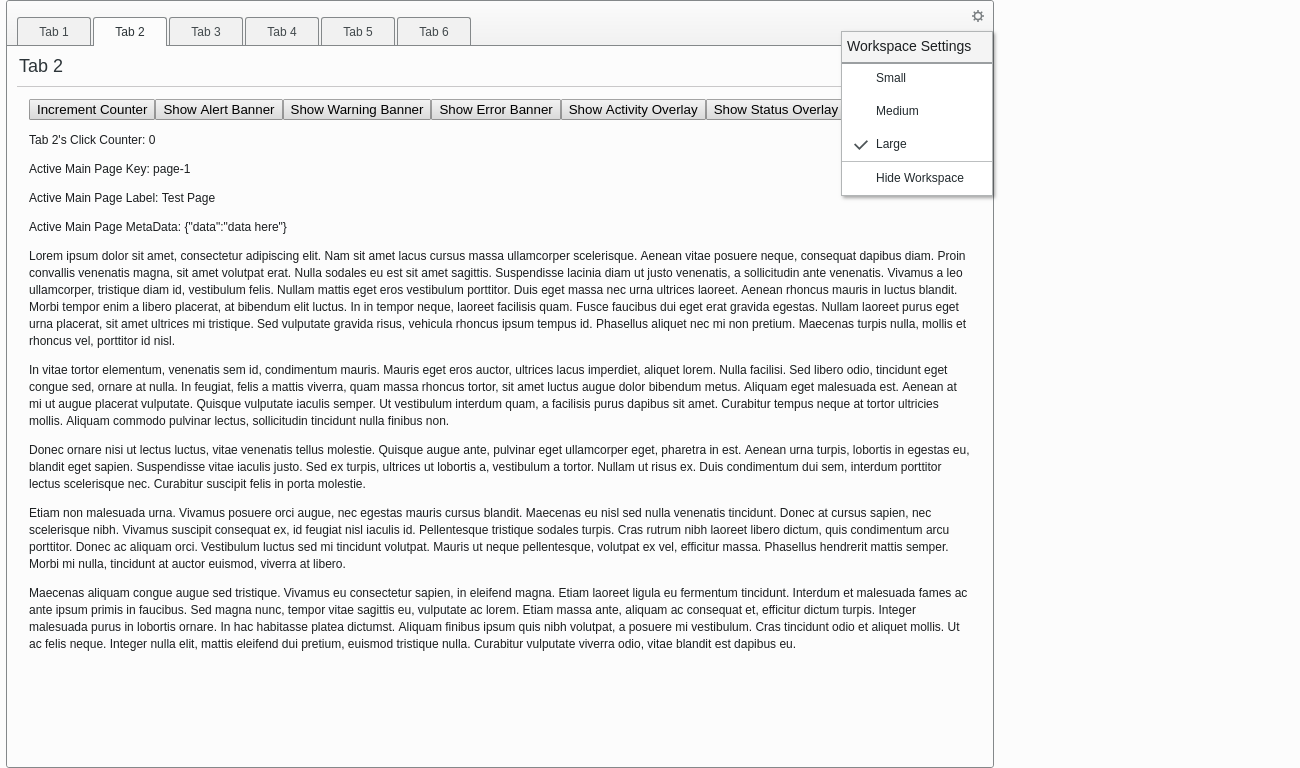 Tab 1 Tab 2 Tab 3 Tab 4 Tab 5 Tab 6
Workspace Settings
Small
Medium
Large
Hide Workspace
Tab 2
Increment Counter Show Alert Banner Show Warning Banner Show Error Banner Show Activity Overlay Show Status Overlay
Tab 2's Click Counter: 0
Active Main Page Key: page-1
Active Main Page Label: Test Page
Active Main Page MetaData: {"data":"data here"}
Lorem ipsum dolor sit amet, consectetur adipiscing elit. Nam sit amet lacus cursus massa ullamcorper scelerisque. Aenean vitae posuere neque, consequat dapibus diam. Proin
convallis venenatis magna, sit amet volutpat erat. Nulla sodales eu est sit amet sagittis. Suspendisse lacinia diam ut justo venenatis, a sollicitudin ante venenatis. Vivamus a leo
ullamcorper, tristique diam id, vestibulum felis. Nullam mattis eget eros vestibulum porttitor. Duis eget massa nec urna ultrices laoreet. Aenean rhoncus mauris in luctus blandit.
Morbi tempor enim a libero placerat, at bibendum elit luctus. In in tempor neque, laoreet facilisis quam. Fusce faucibus dui eget erat gravida egestas. Nullam laoreet purus eget
urna placerat, sit amet ultrices mi tristique. Sed vulputate gravida risus, vehicula rhoncus ipsum tempus id. Phasellus aliquet nec mi non pretium. Maecenas turpis nulla, mollis et
rhoncus vel, porttitor id nisl.
In vitae tortor elementum, venenatis sem id, condimentum mauris. Mauris eget eros auctor, ultrices lacus imperdiet, aliquet lorem. Nulla facilisi. Sed libero odio, tincidunt eget
congue sed, ornare at nulla. In feugiat, felis a mattis viverra, quam massa rhoncus tortor, sit amet luctus augue dolor bibendum metus. Aliquam eget malesuada est. Aenean at
mi ut augue placerat vulputate. Quisque vulputate iaculis semper. Ut vestibulum interdum quam, a facilisis purus dapibus sit amet. Curabitur tempus neque at tortor ultricies
mollis. Aliquam commodo pulvinar lectus, sollicitudin tincidunt nulla finibus non.
Donec ornare nisi ut lectus luctus, vitae venenatis tellus molestie. Quisque augue ante, pulvinar eget ullamcorper eget, pharetra in est. Aenean urna turpis, lobortis in egestas eu,
blandit eget sapien. Suspendisse vitae iaculis justo. Sed ex turpis, ultrices ut lobortis a, vestibulum a tortor. Nullam ut risus ex. Duis condimentum dui sem, interdum porttitor
lectus scelerisque nec. Curabitur suscipit felis in porta molestie.
Etiam non malesuada urna. Vivamus posuere orci augue, nec egestas mauris cursus blandit. Maecenas eu nisl sed nulla venenatis tincidunt. Donec at cursus sapien, nec
scelerisque nibh. Vivamus suscipit consequat ex, id feugiat nisl iaculis id. Pellentesque tristique sodales turpis. Cras rutrum nibh laoreet libero dictum, quis condimentum arcu
porttitor. Donec ac aliquam orci. Vestibulum luctus sed mi tincidunt volutpat. Mauris ut neque pellentesque, volutpat ex vel, efficitur massa. Phasellus hendrerit mattis semper.
Morbi mi nulla, tincidunt at auctor euismod, viverra at libero.
Maecenas aliquam congue augue sed tristique. Vivamus eu consectetur sapien, in eleifend magna. Etiam laoreet ligula eu fermentum tincidunt. Interdum et malesuada fames ac
ante ipsum primis in faucibus. Sed magna nunc, tempor vitae sagittis eu, vulputate ac lorem. Etiam massa ante, aliquam ac consequat et, efficitur dictum turpis. Integer
malesuada purus in lobortis ornare. In hac habitasse platea dictumst. Aliquam finibus ipsum quis nibh volutpat, a posuere mi vestibulum. Cras tincidunt odio et aliquet mollis. Ut
ac felis neque. Integer nulla elit, mattis eleifend dui pretium, euismod tristique nulla. Curabitur vulputate viverra odio, vitae blandit est dapibus eu.